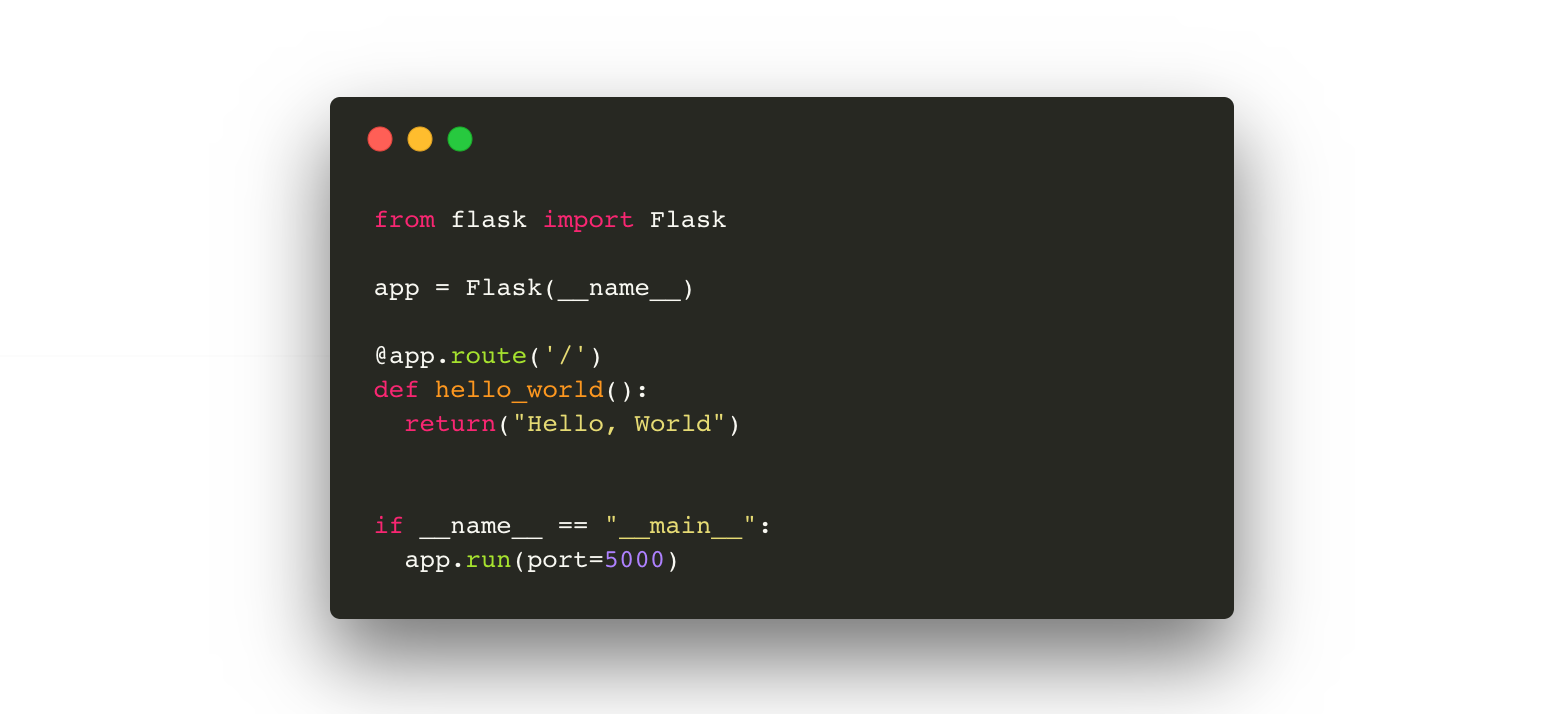 from flask import Flask
app = Flask(__name__)
@app.route('/')
def hello_world():
  return("Hello, World")
if __name__ == "__main__":
  app.run(port=5000)